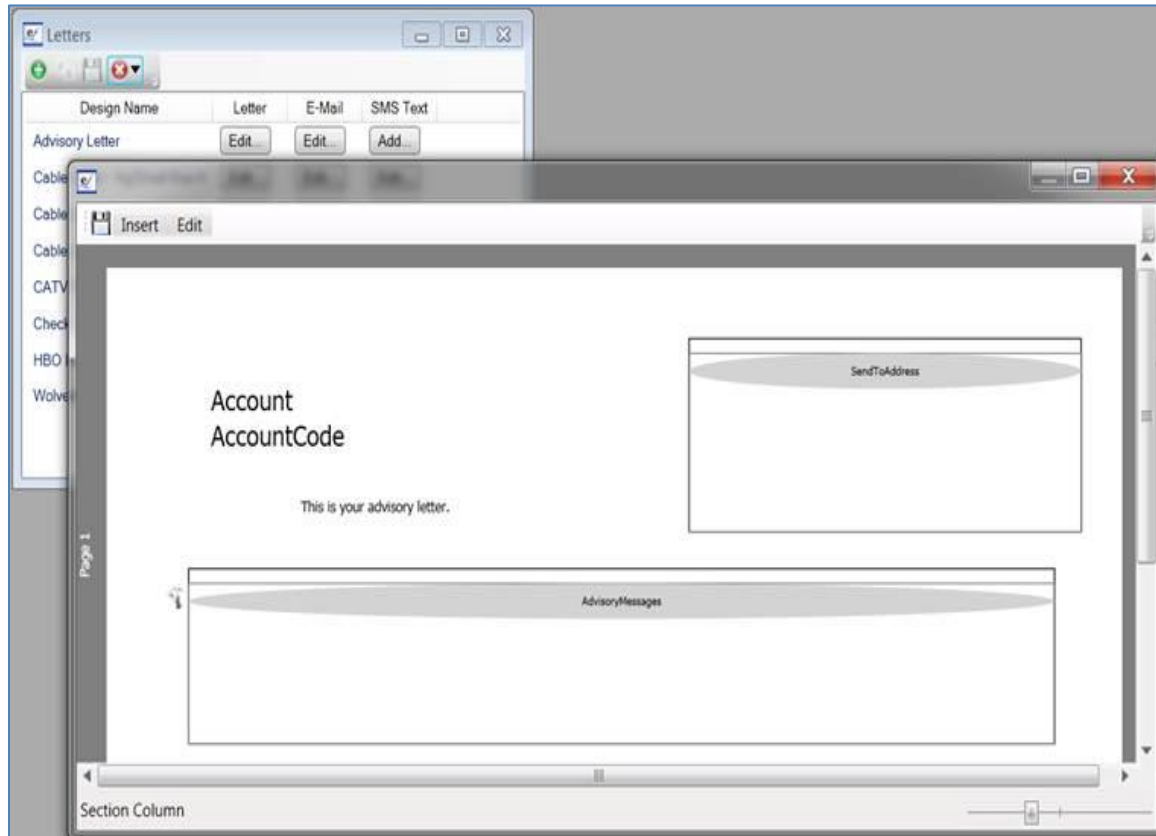 Letters
Design Name Letter E-Mail SMS Text
Advisory Letter Edit... Edit... Add...
Cable
Cable
Cable
CATV
Check
HBO
Insert Edit
SendToAddress
Account
AccountCode
This is your advisory letter.
Page 1
AdvisoryMessages
Section Column